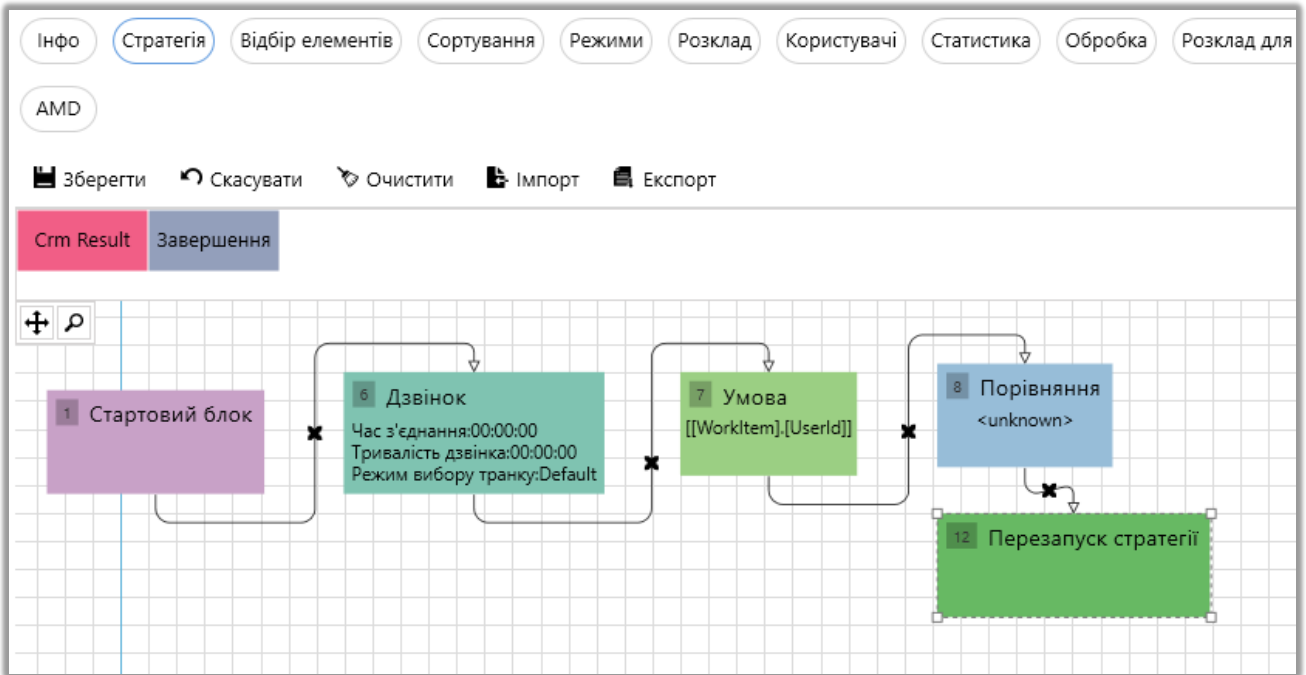 Інфо Стратегія Відбір елементів Сортування Режими Розклад Користувачі Статистика Обробка Розклад для
AMD
Зберегти Скасувати Очистити Імпорт Експорт
Crm Result Завершення
1 Стартовий блок
6 Дзвінок
Час з'єднання:00:00:00
Тривалість дзвінка:00:00:00
Режим вибору транку:Default
7 Умова
[[WorkItem].[UserId]]
8 Порівняння
<unknown>
12 Перезапуск стратегії